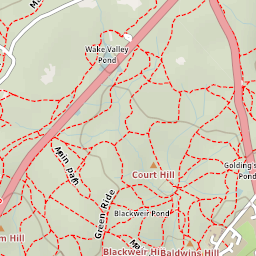 Wake Valley
Pond
Main path
Court Hill
Golding's
Pond
Green Ride
Blackweir Pond
m Hill
Blackweir Hi
Baldwins Hill